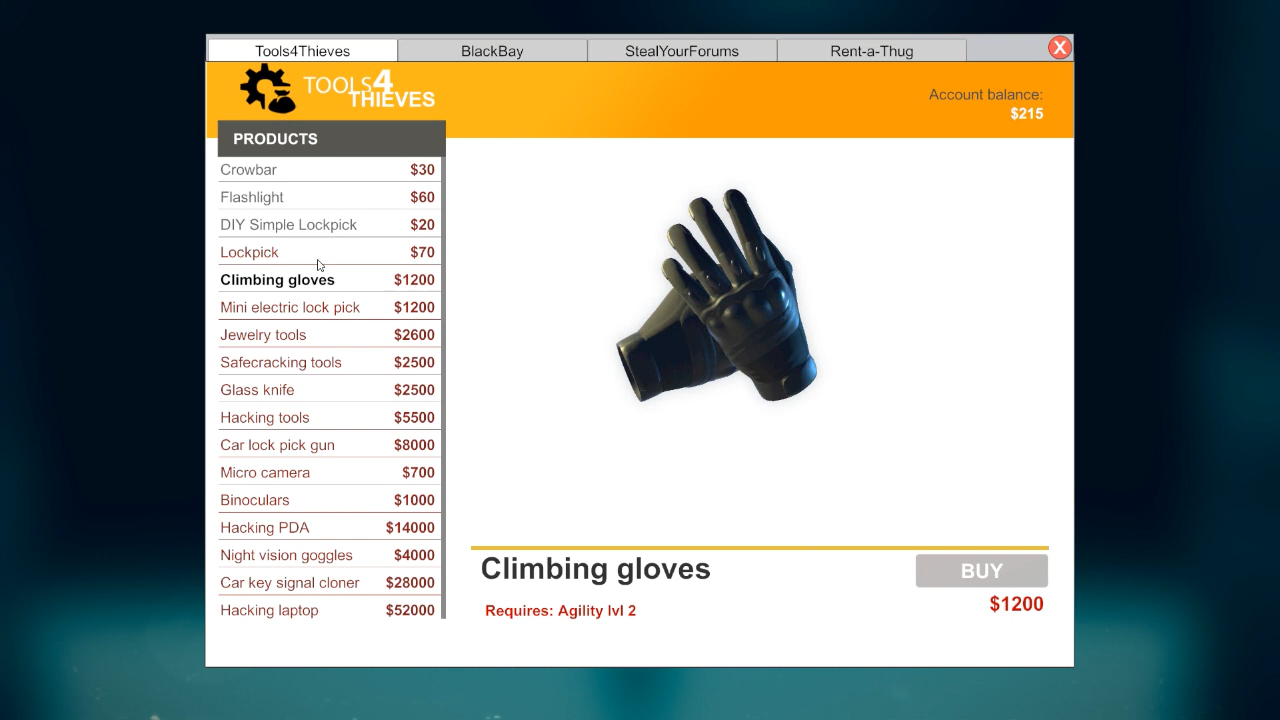 Tools4Thieves
BlackBay
StealYourForums
Rent-a-Thug
X
TOOLS4
THIEVES
Account balance:
$215
PRODUCTS
Crowbar $30
Flashlight $60
DIY Simple Lockpick $20
Lockpick $70
Climbing gloves $1200
Mini electric lock pick $1200
Jewelry tools $2600
Safecracking tools $2500
Glass knife $2500
Hacking tools $5500
Car lock pick gun $8000
Micro camera $700
Binoculars $1000
Hacking PDA $14000
Night vision goggles $4000
Car key signal cloner $28000
Hacking laptop $52000
Climbing gloves
BUY
Requires: Agility lvl 2
$1200